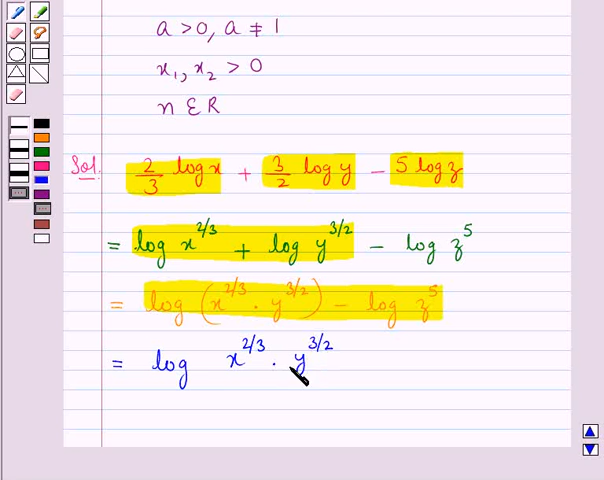 a > 0, a ≠ 1
x₁, x₂ > 0
n ∈ R
Sol. 2/3 log x + 3/2 log y − 5 log z
= log x^2/3 + log y^3/2 − log z^5
= log (x^2/3 · y^3/2) − log z^5
= log x^2/3 · y^3/2